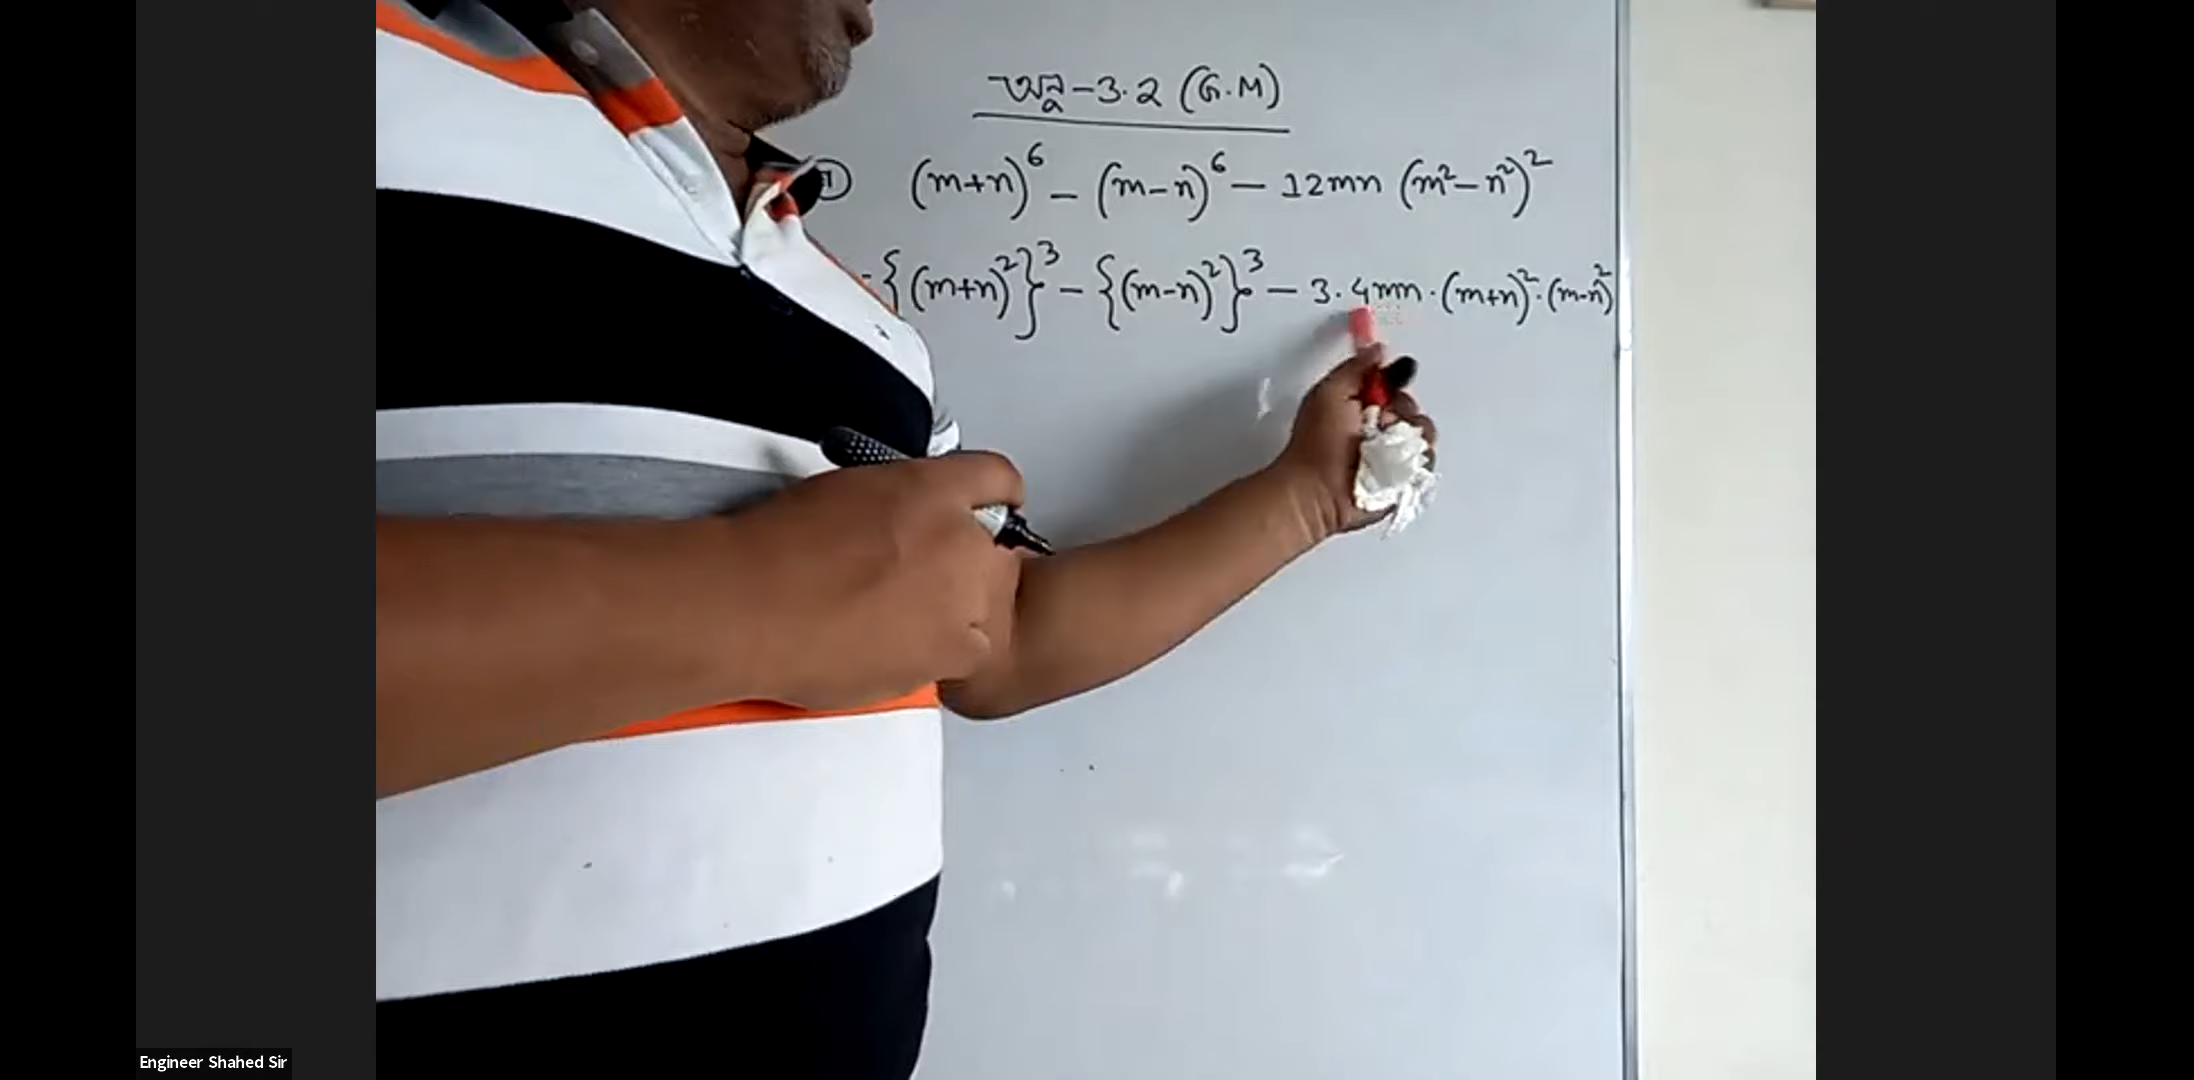 অনু-3.2 (G.M)
(m+n)⁶ - (m-n)⁶ - 12mn (m²-n²)²
{(m+n)²}³ - {(m-n)²}³ - 3.4mn.(m+n)².(m-n)²
Engineer Shahed Sir